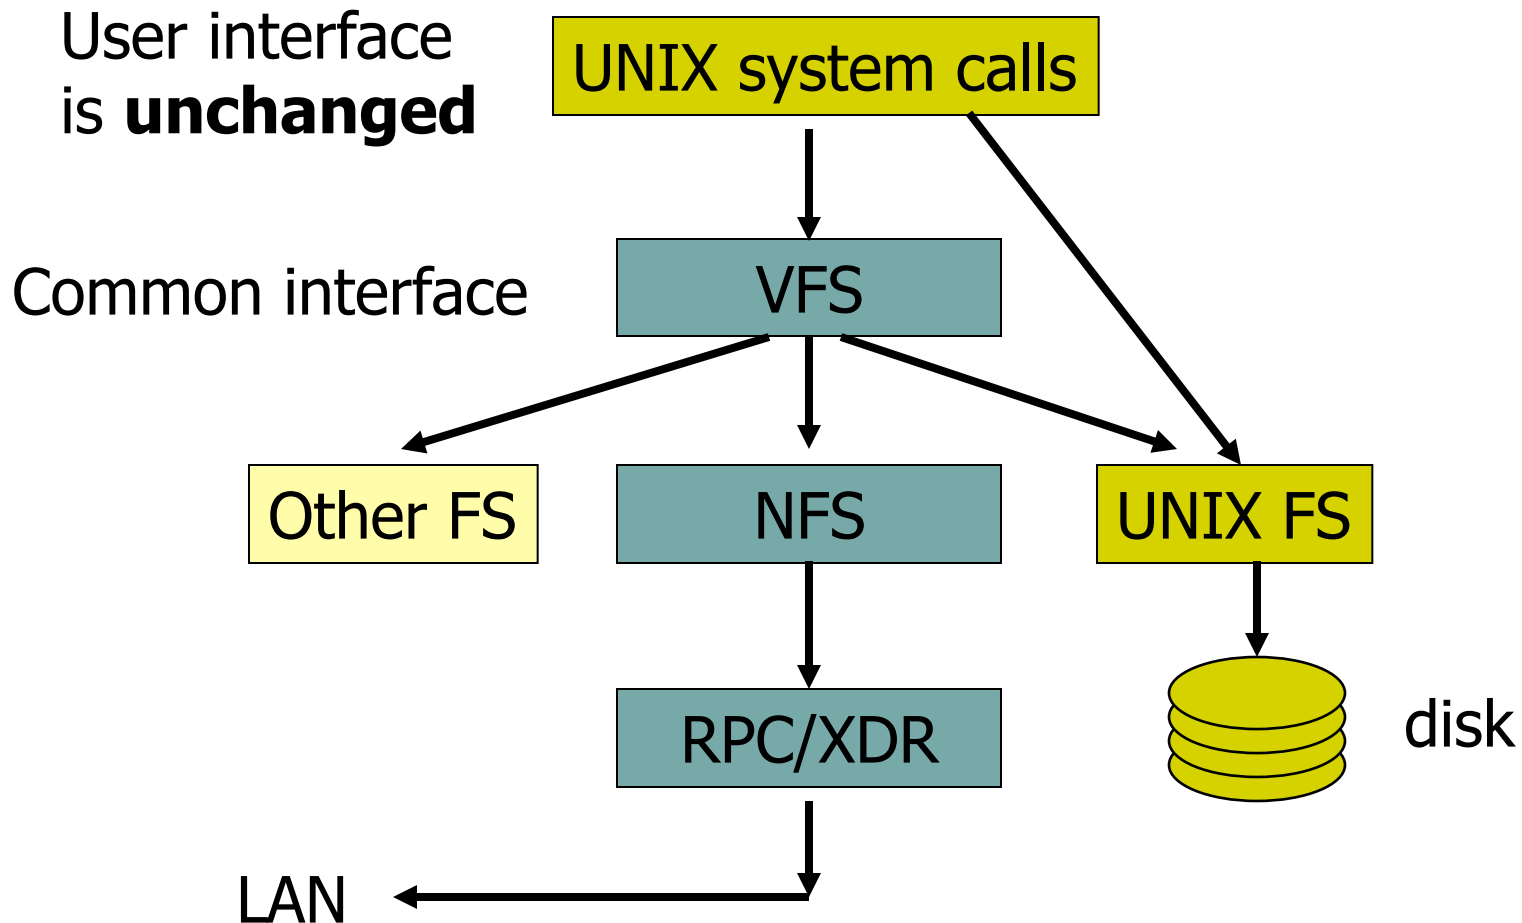 User interface
is unchanged
UNIX system calls
Common interface
VFS
Other FS
NFS
UNIX FS
RPC/XDR
disk
LAN